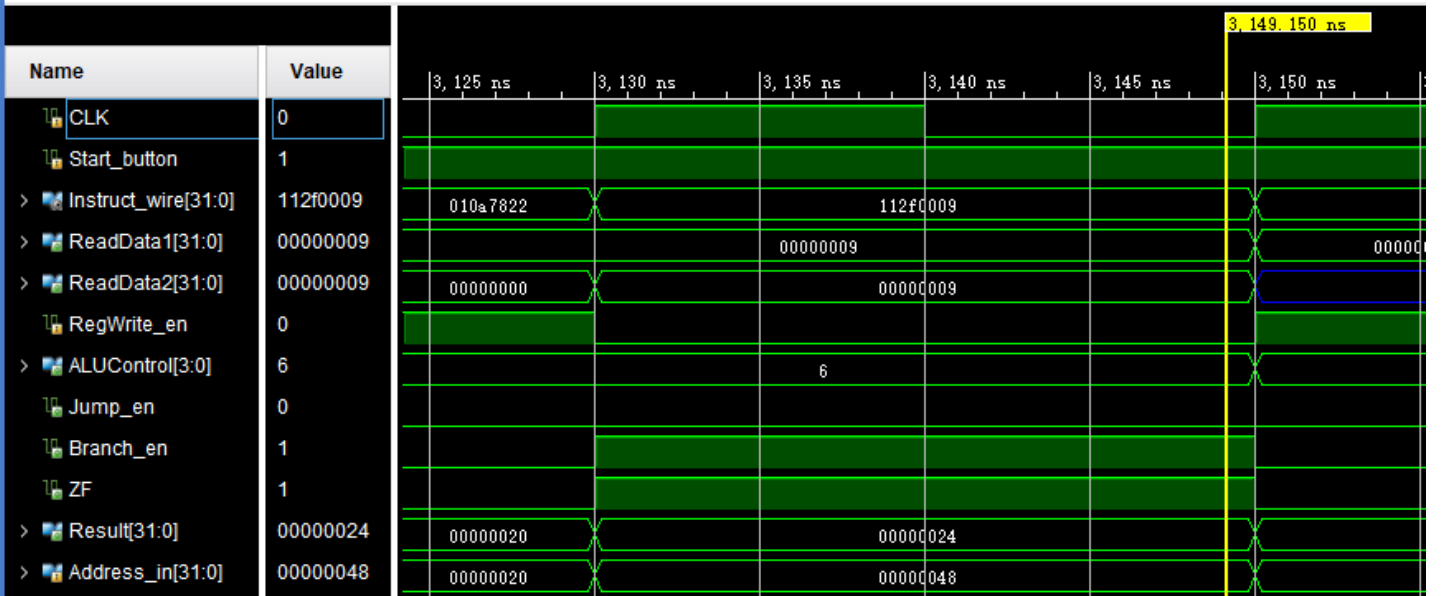 3,149.150 ns
Name Value 3,125 ns 3,130 ns 3,135 ns 3,140 ns 3,145 ns 3,150 ns
CLK 0
Start_button 1
Instruct_wire[31:0] 112f0009 010a7822 112f0009
ReadData1[31:0] 00000009 00000009
ReadData2[31:0] 00000009 00000000 00000009
RegWrite_en 0
ALUControl[3:0] 6 6
Jump_en 0
Branch_en 1
ZF 1
Result[31:0] 00000024 00000020 00000024
Address_in[31:0] 00000048 00000020 00000048